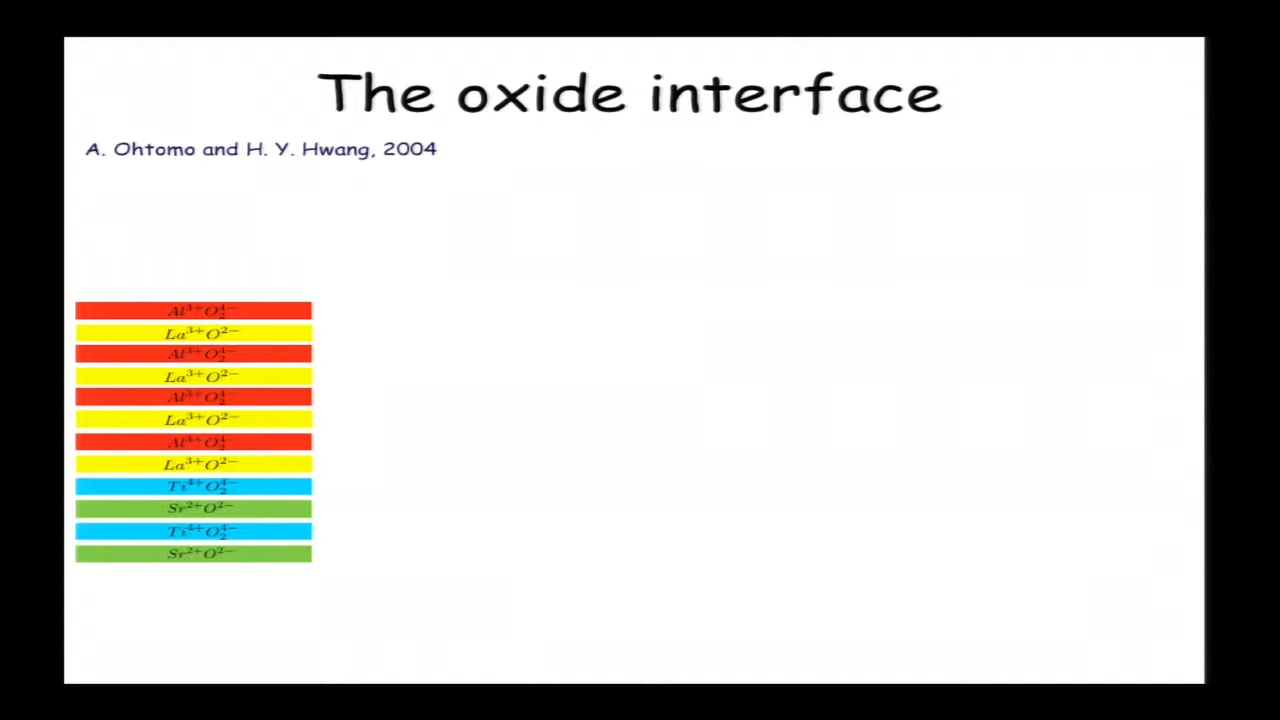 The oxide interface
A. Ohtomo and H. Y. Hwang, 2004
Al³⁺O₂⁴⁻
La³⁺O²⁻
Al³⁺O₂⁴⁻
La³⁺O²⁻
Al³⁺O₂⁴⁻
La³⁺O²⁻
Al³⁺O₂⁴⁻
La³⁺O²⁻
Ti⁴⁺O₂⁴⁻
Sr²⁺O²⁻
Ti⁴⁺O₂⁴⁻
Sr²⁺O²⁻